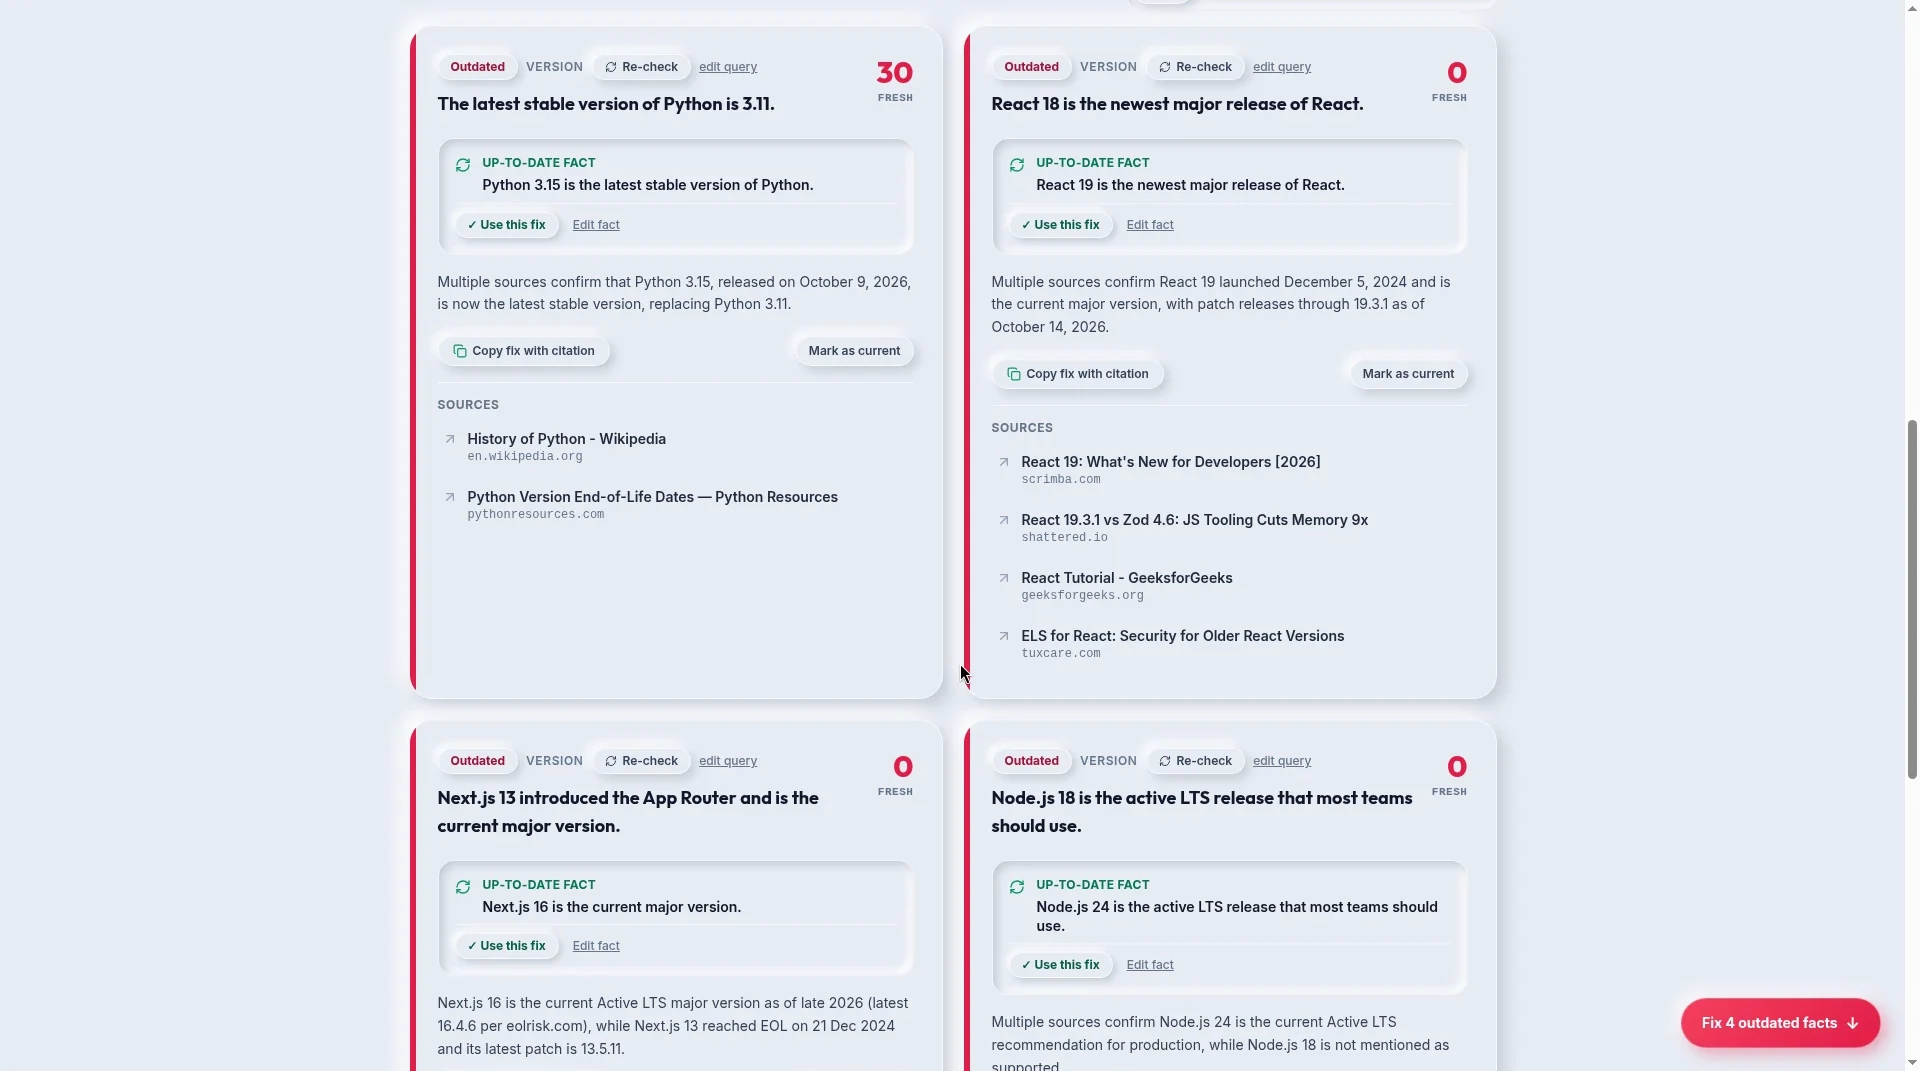 Outdated VERSION Re-check edit query
30
FRESH
The latest stable version of Python is 3.11.
UP-TO-DATE FACT
Python 3.15 is the latest stable version of Python.
✓ Use this fix Edit fact
Multiple sources confirm that Python 3.15, released on October 9, 2026,
is now the latest stable version, replacing Python 3.11.
Copy fix with citation Mark as current
SOURCES
History of Python - Wikipedia
en.wikipedia.org
Python Version End-of-Life Dates — Python Resources
pythonresources.com
Outdated VERSION Re-check edit query
0
FRESH
React 18 is the newest major release of React.
UP-TO-DATE FACT
React 19 is the newest major release of React.
✓ Use this fix Edit fact
Multiple sources confirm React 19 launched December 5, 2024 and is
the current major version, with patch releases through 19.3.1 as of
October 14, 2026.
Copy fix with citation Mark as current
SOURCES
React 19: What's New for Developers [2026]
scrimba.com
React 19.3.1 vs Zod 4.6: JS Tooling Cuts Memory 9x
shattered.io
React Tutorial - GeeksforGeeks
geeksforgeeks.org
ELS for React: Security for Older React Versions
tuxcare.com
Outdated VERSION Re-check edit query
0
FRESH
Next.js 13 introduced the App Router and is the
current major version.
UP-TO-DATE FACT
Next.js 16 is the current major version.
✓ Use this fix Edit fact
Next.js 16 is the current Active LTS major version as of late 2026 (latest
16.4.6 per eolrisk.com), while Next.js 13 reached EOL on 21 Dec 2024
and its latest patch is 13.5.11.
Outdated VERSION Re-check edit query
0
FRESH
Node.js 18 is the active LTS release that most teams
should use.
UP-TO-DATE FACT
Node.js 24 is the active LTS release that most teams should
use.
✓ Use this fix Edit fact
Multiple sources confirm Node.js 24 is the current Active LTS
recommendation for production, while Node.js 18 is not mentioned as
supported
Fix 4 outdated facts ↓